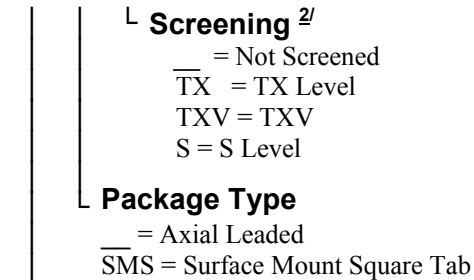 Screening 2/
__ = Not Screened
TX = TX Level
TXV = TXV
S = S Level
Package Type
__ = Axial Leaded
SMS = Surface Mount Square Tab